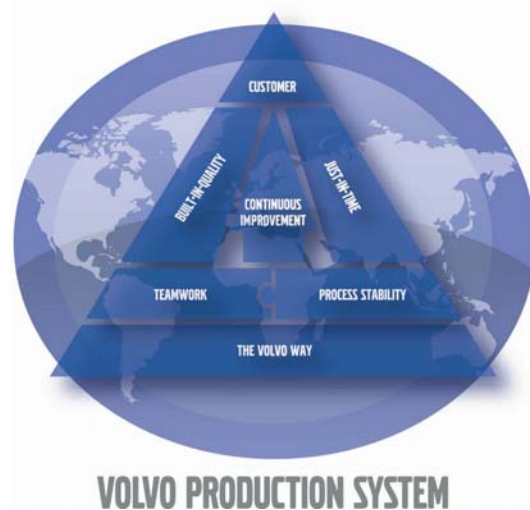 CUSTOMER
BUILT-IN-QUALITY
JUST-IN-TIME
CONTINUOUS
IMPROVEMENT
TEAMWORK
PROCESS STABILITY
THE VOLVO WAY
VOLVO PRODUCTION SYSTEM